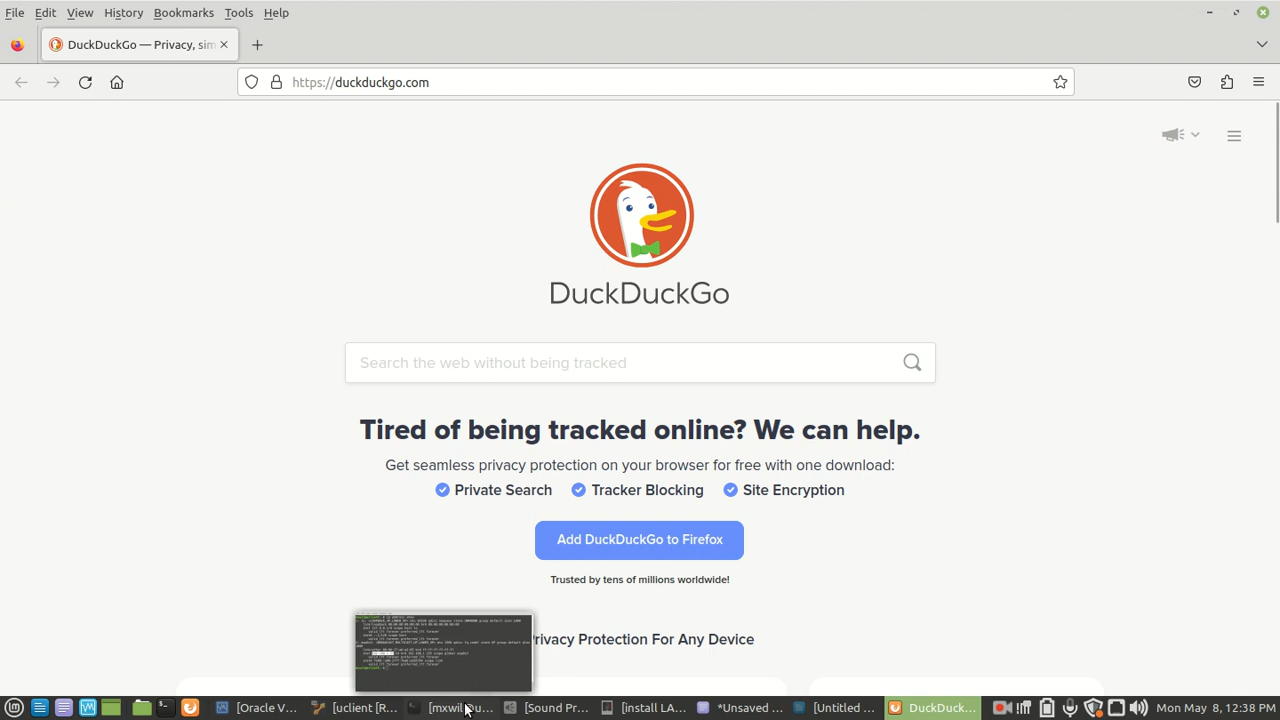 File Edit View History Bookmarks Tools Help
DuckDuckGo — Privacy, sim
https://duckduckgo.com
DuckDuckGo
Search the web without being tracked
Tired of being tracked online? We can help.
Get seamless privacy protection on your browser for free with one download:
Private Search Tracker Blocking Site Encryption
Add DuckDuckGo to Firefox
Trusted by tens of millions worldwide!
Privacy Protection For Any Device
[Oracle V... [uclient [R... [Sound Pr... [install LA... *Unsaved ... [Untitled ... DuckDuck... Mon May 8, 12:38 PM